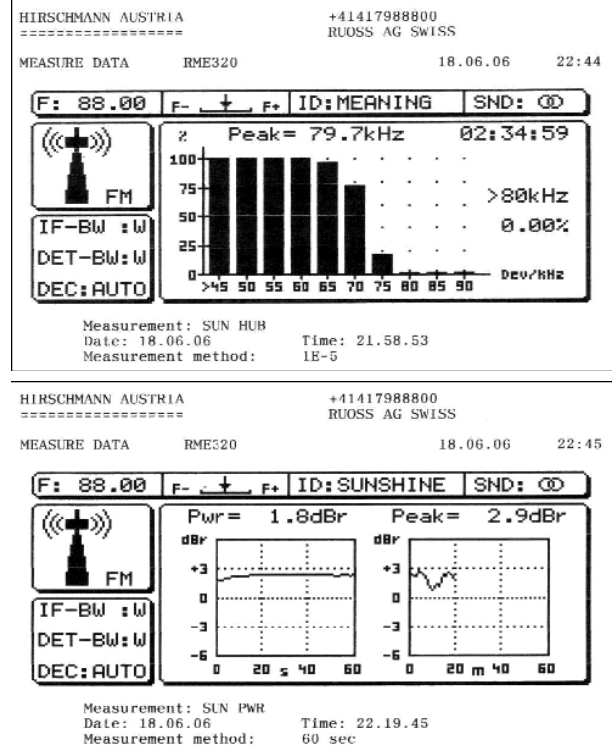 HIRSCHMANN AUSTRIA +41417988800
=================== RUOSS AG SWISS
MEASURE DATA RME320 18.06.06 22:44
F: 88.00 F- F+ ID:MEANING SND:
% Peak= 79.7kHz 02:34:59
100
75
50
25
0
FM
>80kHz
0.00%
IF-BW :W
DET-BW:W
DEC:AUTO
>45 50 55 60 65 70 75 80 85 90 Dev/kHz
Measurement: SUN HUB
Date: 18.06.06 Time: 21.58.53
Measurement method: 1E-5
HIRSCHMANN AUSTRIA +41417988800
=================== RUOSS AG SWISS
MEASURE DATA RME320 18.06.06 22:45
F: 88.00 F- F+ ID:SUNSHINE SND:
Pwr= 1.8dBr Peak= 2.9dBr
dBr dBr
+3 +3
0 0
-3 -3
-6 -6
0 20 s 40 60 0 20 m 40 60
FM
IF-BW :W
DET-BW:W
DEC:AUTO
Measurement: SUN PWR
Date: 18.06.06 Time: 22.19.45
Measurement method: 60 sec